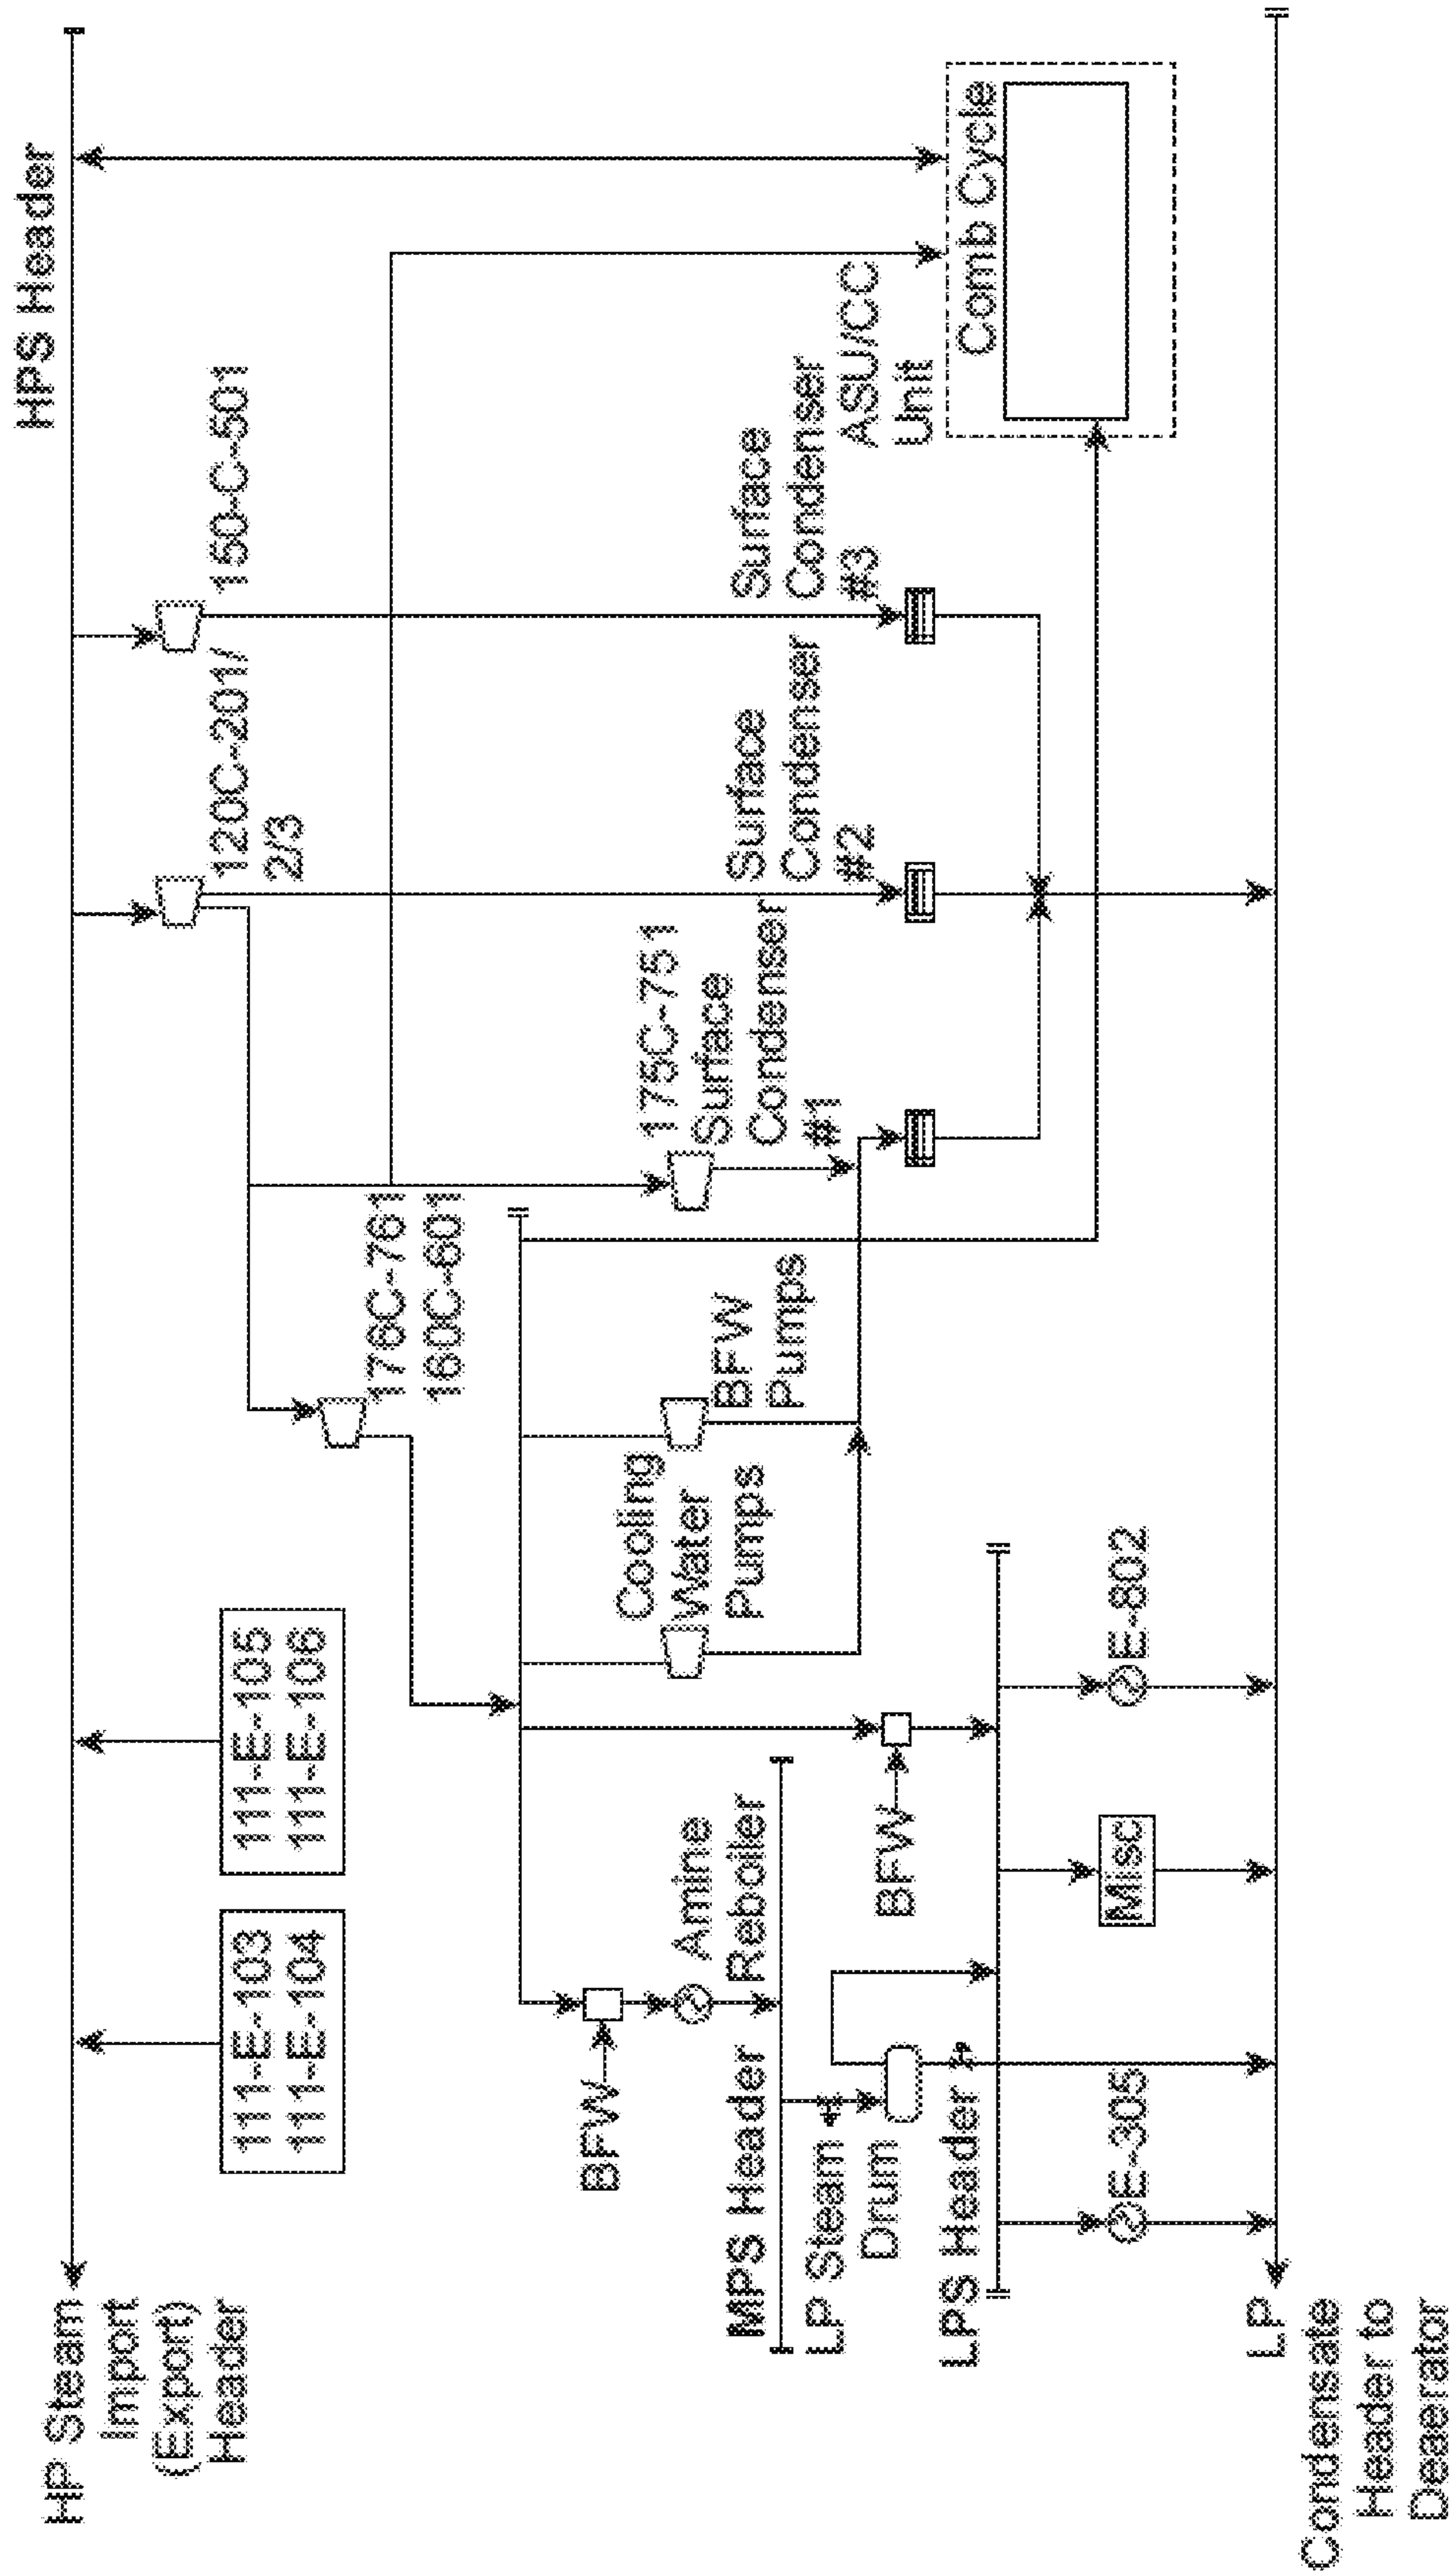 HPS Header
HP Steam
Import
(Export)
Header
111-E-103
111-E-104
111-E-105
111-E-106
120C-201/
2/3
150-C-501
176C-761
160C-601
175C-751
Surface
Condenser
#1
Surface
Condenser
#2
Surface
Condenser
#3
ASU/CC
Unit
Comb Cycle
Cooling
Water
Pumps
BFW
Pumps
BFW
Amine
Reboiler
MPS Header
LP Steam
Drum
BFW
LPS Header
E-305
Misc
E-802
LP
Condensate
Header to
Deaerator